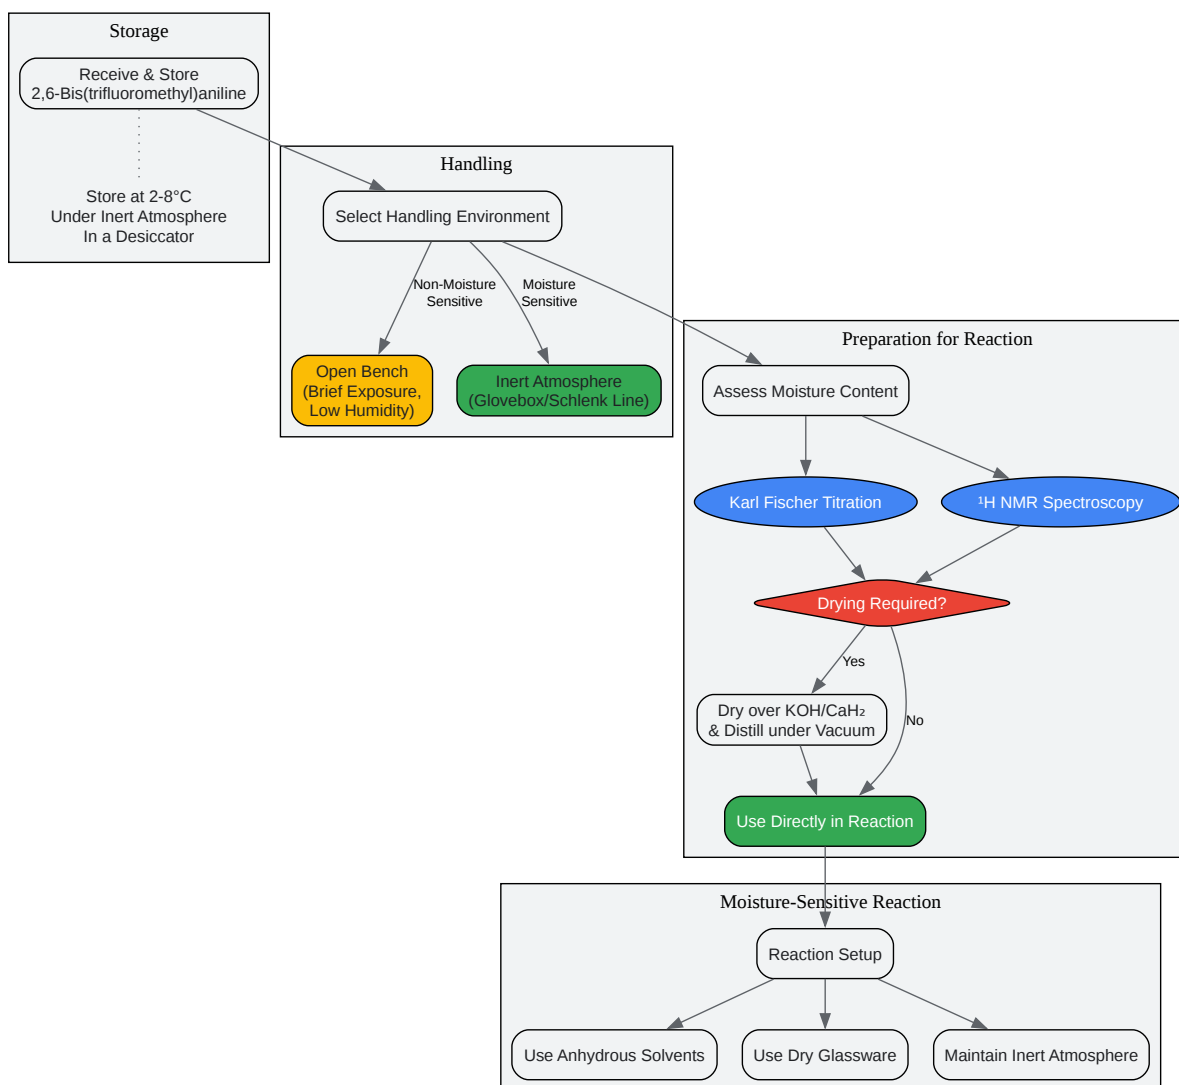 Storage
Receive & Store
2,6-Bis(trifluoromethyl)aniline
Store at 2-8°C
Under Inert Atmosphere
In a Desiccator
Handling
Select Handling Environment
Non-Moisture
Sensitive
Moisture
Sensitive
Open Bench
(Brief Exposure,
Low Humidity)
Inert Atmosphere
(Glovebox/Schlenk Line)
Preparation for Reaction
Assess Moisture Content
Karl Fischer Titration
¹H NMR Spectroscopy
Drying Required?
Yes
No
Dry over KOH/CaH₂
& Distill under Vacuum
Use Directly in Reaction
Moisture-Sensitive Reaction
Reaction Setup
Use Anhydrous Solvents
Use Dry Glassware
Maintain Inert Atmosphere